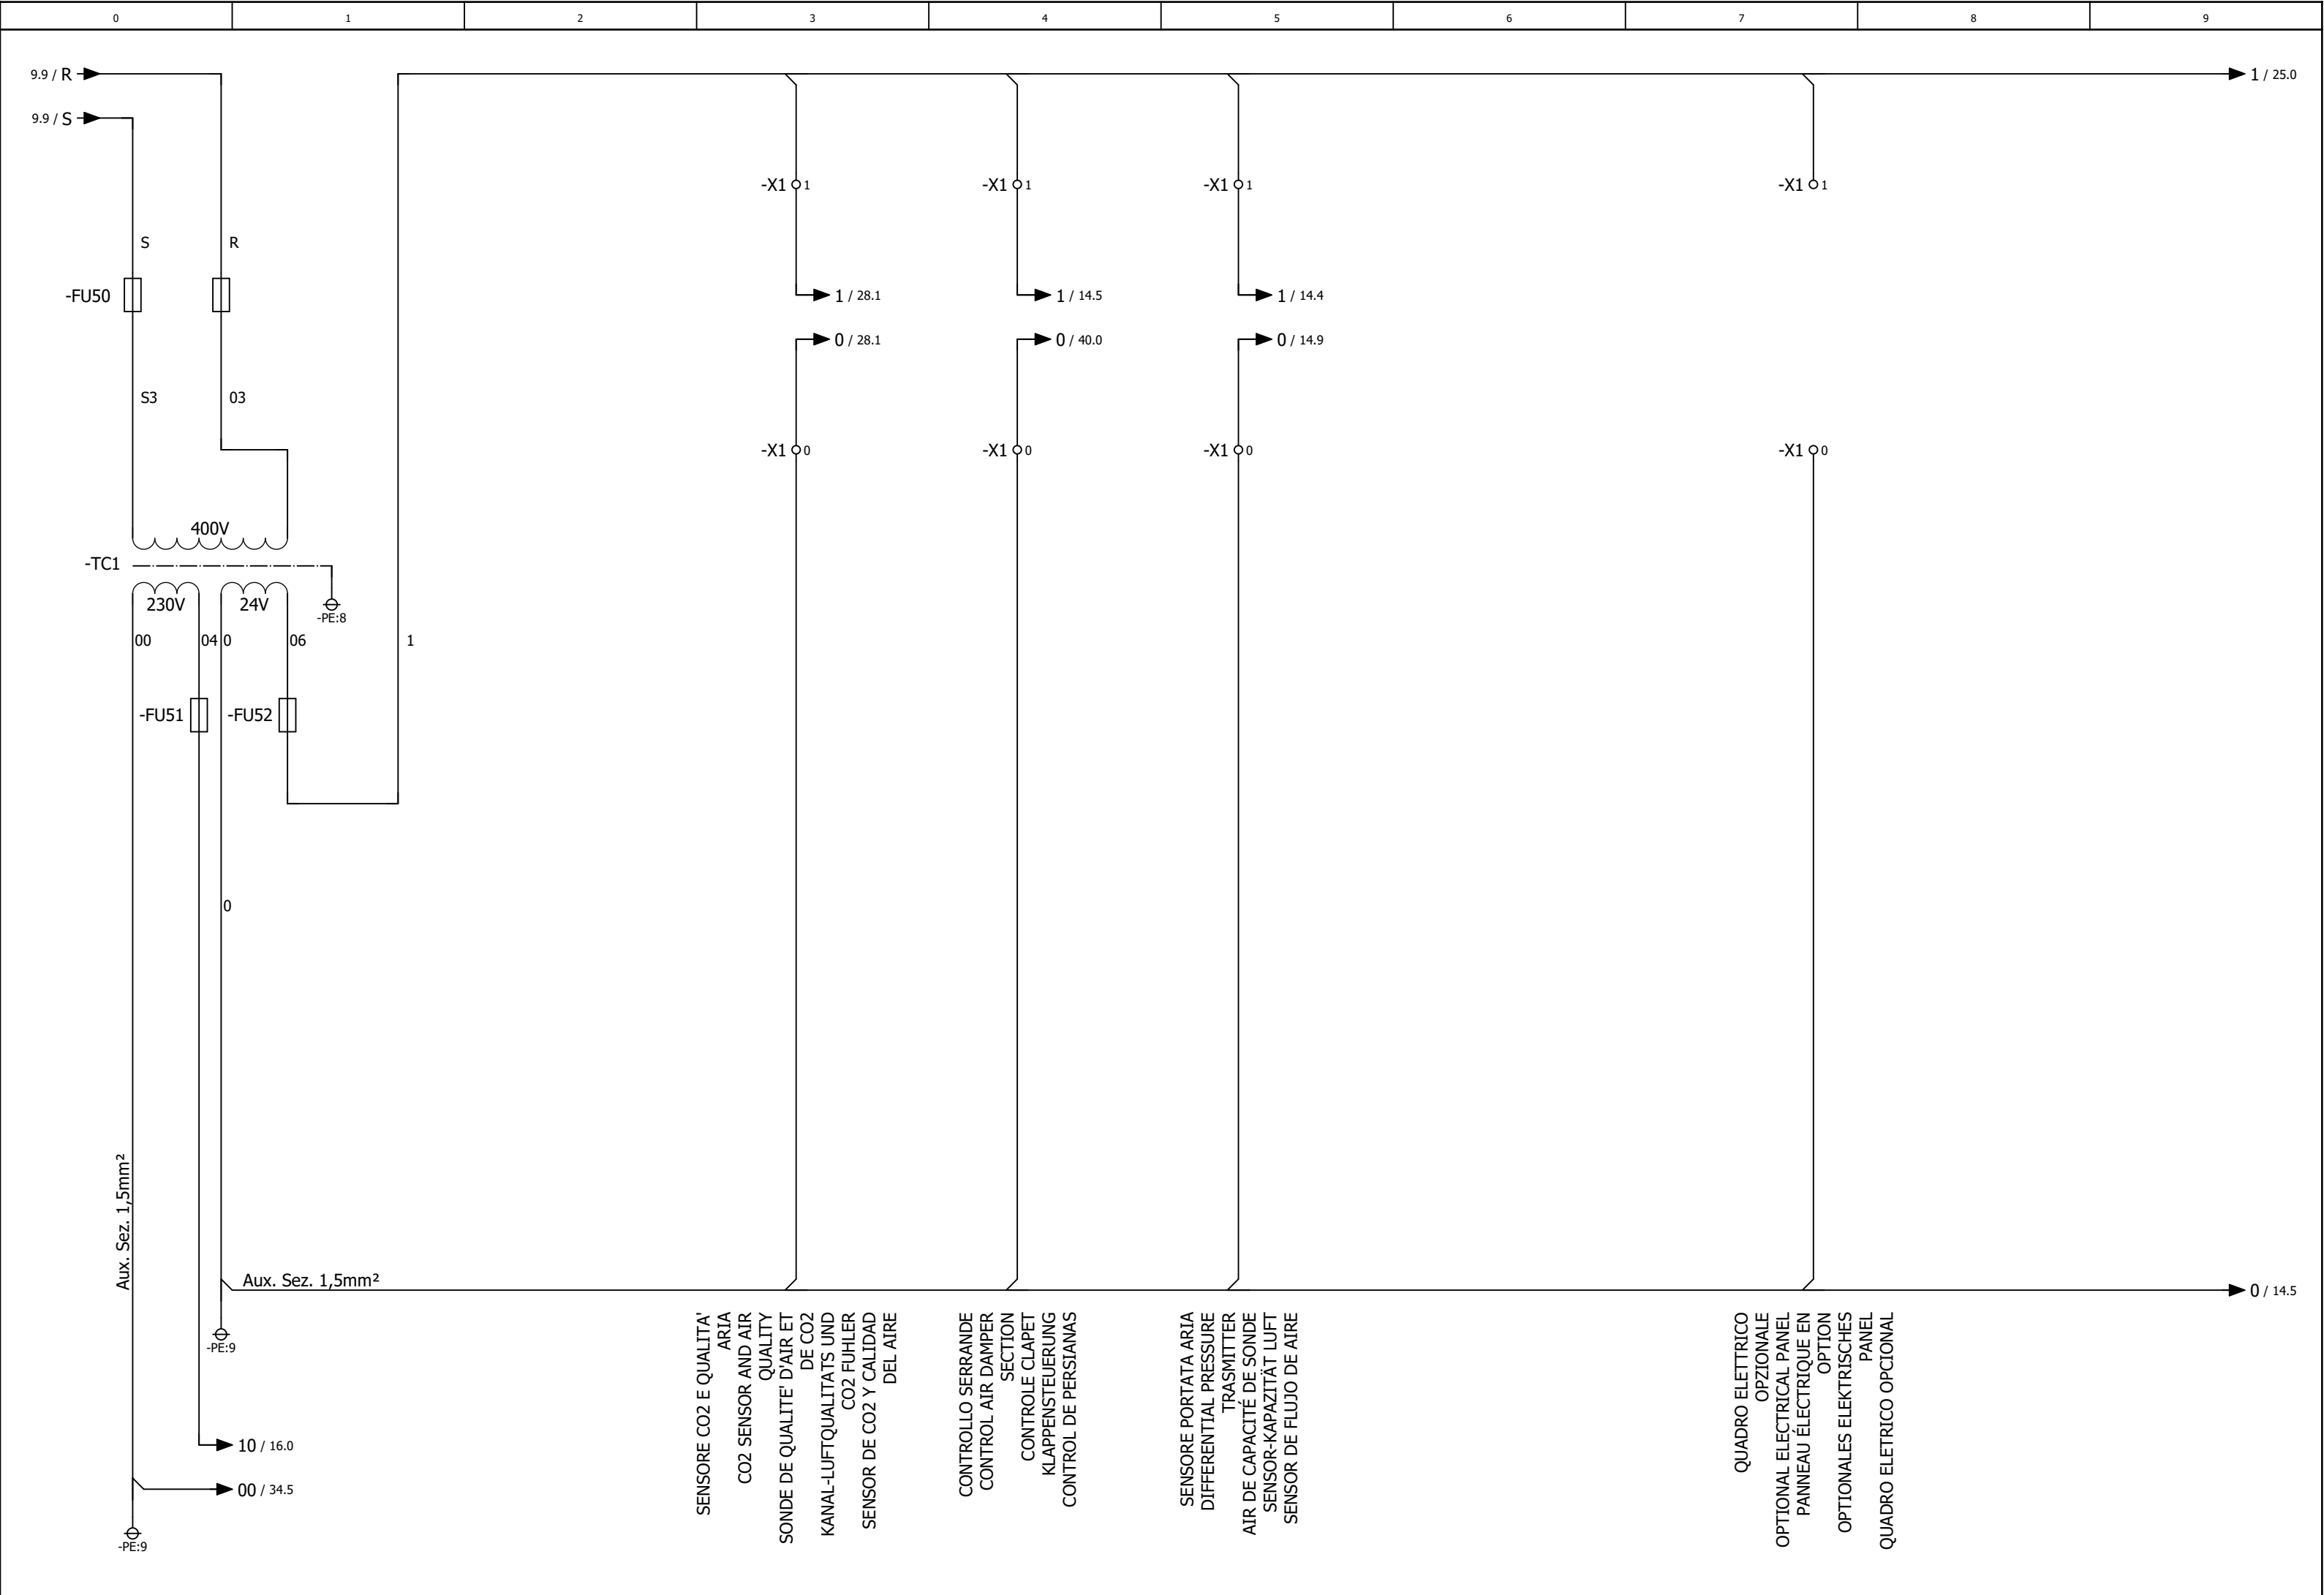 0 1 2 3 4 5 6 7 8 9
9.9 / R
1 / 25.0
9.9 / S
-X1 1
-X1 1
-X1 1
-X1 1
S
R
-FU50
1 / 28.1
1 / 14.5
1 / 14.4
0 / 28.1
0 / 40.0
0 / 14.9
S3
03
-X1 0
-X1 0
-X1 0
-X1 0
400V
-TC1
230V
24V
-PE:8
00
04
0
06
1
-FU51
-FU52
0
Aux. Sez. 1,5mm²
Aux. Sez. 1,5mm²
0 / 14.5
-PE:9
10 / 16.0
00 / 34.5
-PE:9
SENSORE CO2 E QUALITA'
ARIA
CO2 SENSOR AND AIR
QUALITY
SONDE DE QUALITE' D'AIR ET
DE CO2
KANAL-LUFTQUALITATS UND
CO2 FUHLER
SENSOR DE CO2 Y CALIDAD
DEL AIRE
CONTROLLO SERRANDE
CONTROL AIR DAMPER
SECTION
CONTROLE CLAPET
KLAPPENSTEUERUNG
CONTROL DE PERSIANAS
SENSORE PORTATA ARIA
DIFFERENTIAL PRESSURE
TRASMITTER
AIR DE CAPACITÉ DE SONDE
SENSOR-KAPAZITÄT LUFT
SENSOR DE FLUJO DE AIRE
QUADRO ELETTRICO
OPZIONALE
OPTIONAL ELECTRICAL PANEL
PANNEAU ÉLECTRIQUE EN
OPTION
OPTIONALES ELEKTRISCHES
PANEL
QUADRO ELETRICO OPCIONAL